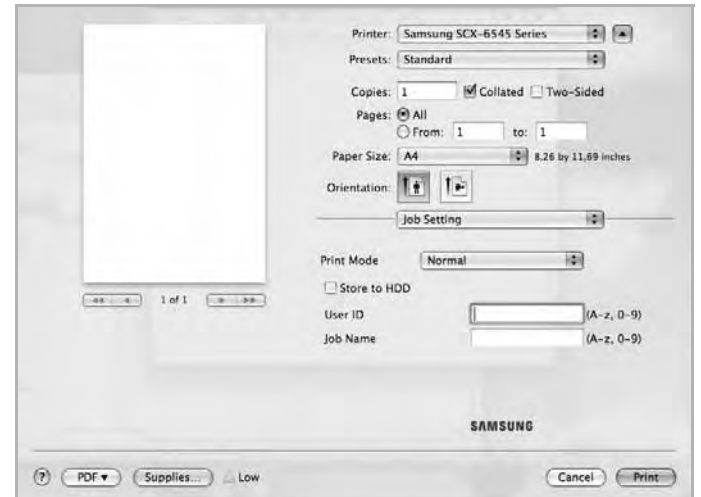 Printer: Samsung SCX-6545 Series
Presets: Standard
Copies: 1 Collated Two-Sided
Pages: All
From: 1 to: 1
Paper Size: A4 8.26 by 11.69 inches
Orientation:
Job Setting
Print Mode Normal
Store to HDD
1 of 1
User ID (A-z, 0-9)
Job Name (A-z, 0-9)
SAMSUNG
? PDF Supplies... Low Cancel Print